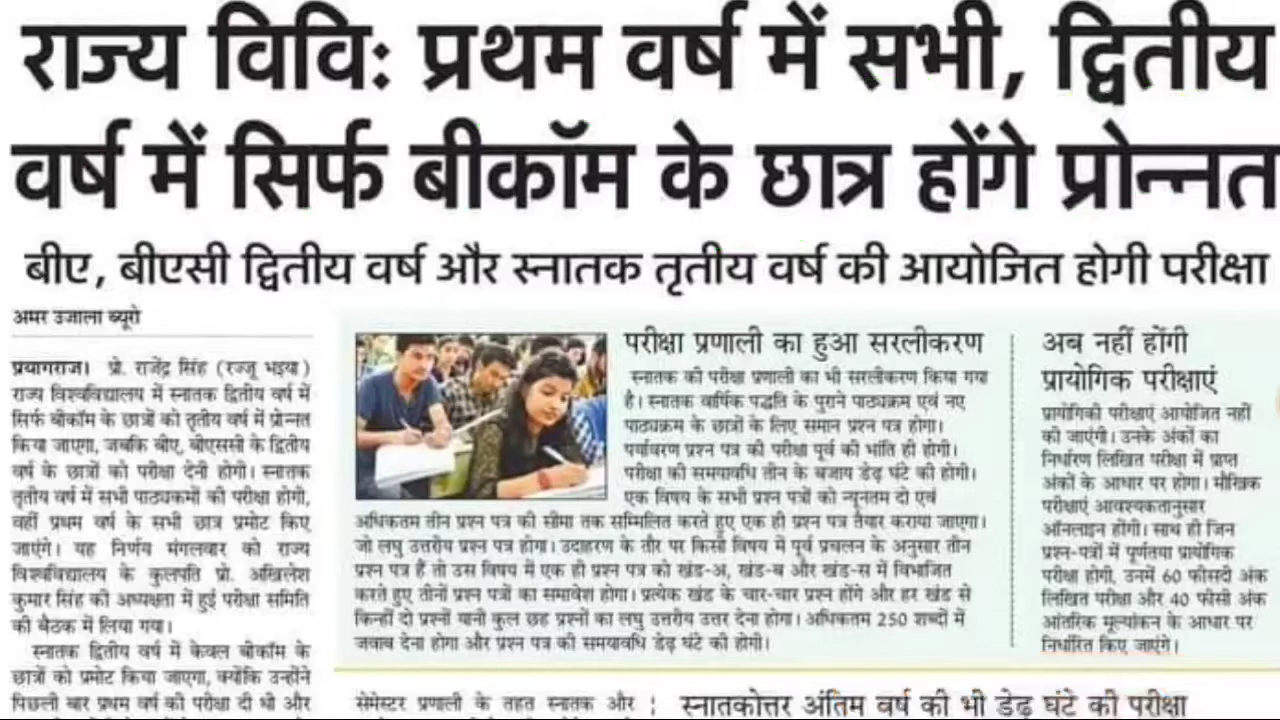 राज्य विवि: प्रथम वर्ष में सभी, द्वितीय
वर्ष में सिर्फ बीकॉम के छात्र होंगे प्रोन्नत
बीए, बीएसी द्वितीय वर्ष और स्नातक तृतीय वर्ष की आयोजित होगी परीक्षा
अमर उजाला ब्यूरो
प्रयागराज। प्रो. राजेंद्र सिंह (रज्जू भइया)
राज्य विश्वविद्यालय में स्नातक द्वितीय वर्ष में
सिर्फ बीकॉम के छात्रों को तृतीय वर्ष में प्रोन्नत
किया जाएगा, जबकि बीए, बीएससी के द्वितीय
वर्ष के छात्रों को परीक्षा देनी होगी। स्नातक
तृतीय वर्ष में सभी पाठ्यकमों की परीक्षा होगी,
वहीं प्रथम वर्ष के सभी छात्र प्रमोट किए
जाएंगे। यह निर्णय मंगलवार को राज्य
विश्वविद्यालय के कुलपति प्रो. अखिलेश
कुमार सिंह की अध्यक्षता में हुई परीक्षा समिति
की बैठक में लिया गया।
स्नातक द्वितीय वर्ष में केवल बीकॉम के
छात्रों को प्रमोट किया जाएगा, क्योंकि उन्होंने
पिछली बार प्रथम वर्ष की परीक्षा दी थी और
परीक्षा प्रणाली का हुआ सरलीकरण
स्नातक की परीक्षा प्रणाली का भी सरलीकरण किया गया
है। स्नातक वार्षिक पद्धति के पुराने पाठ्यक्रम एवं नए
पाठ्यक्रम के छात्रों के लिए समान प्रश्न पत्र होगा।
पर्यावरण प्रश्न पत्र की परीक्षा पूर्व की भांति ही होगी।
परीक्षा की समयावधि तीन के बजाय डेढ़ घंटे की होगी।
एक विषय के सभी प्रश्न पत्रों को न्यूनतम दो एवं
अधिकतम तीन प्रश्न पत्र की सीमा तक सम्मिलित करते हुए एक ही प्रश्न पत्र तैयार कराया जाएगा।
जो लघु उत्तरीय प्रश्न पत्र होगा। उदाहरण के तौर पर किसी विषय में पूर्व प्रचलन के अनुसार तीन
प्रश्न पत्र हैं तो उस विषय में एक ही प्रश्न पत्र को खंड-अ, खंड-ब और खंड-स में विभाजित
करते हुए तीनों प्रश्न पत्रों का समावेश होगा। प्रत्येक खंड के चार-चार प्रश्न होंगे और हर खंड से
किन्हीं दो प्रश्नों यानी कुल छह प्रश्नों का लघु उत्तरीय उत्तर देना होगा। अधिकतम 250 शब्दों में
जवाब देना होगा और प्रश्न पत्र की समयावधि डेढ़ घंटे की होगी।
अब नहीं होंगी
प्रायोगिक परीक्षाएं
प्रायोगिकी परीक्षाएं आयोजित नहीं
की जाएंगी। उनके अंकों का
निर्धारण लिखित परीक्षा में प्राप्त
अंकों के आधार पर होगा। मौखिक
परीक्षाएं आवश्यकतानुसार
ऑनलाइन होंगी। साथ ही जिन
प्रश्न-पत्रों में पूर्णतया प्रायोगिक
परीक्षा होगी, उनमें 60 फीसदी अंक
लिखित परीक्षा और 40 फीसी अंक
आंतरिक मूल्यांकन के आधार पर
निर्धारित किए जाएंगे।
सेमेस्टर प्रणाली के तहत स्नातक और
स्नातकोत्तर अंतिम वर्ष की भी डेढ़ घंटे की परीक्षा